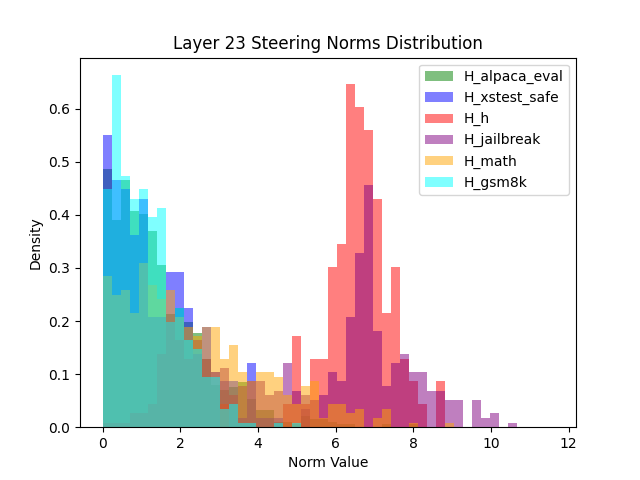 Layer 23 Steering Norms Distribution
H_alpaca_eval
H_xstest_safe
H_h
H_jailbreak
H_math
H_gsm8k
Density
0.6
0.5
0.4
0.3
0.2
0.1
0.0
0 2 4 6 8 10 12
Norm Value